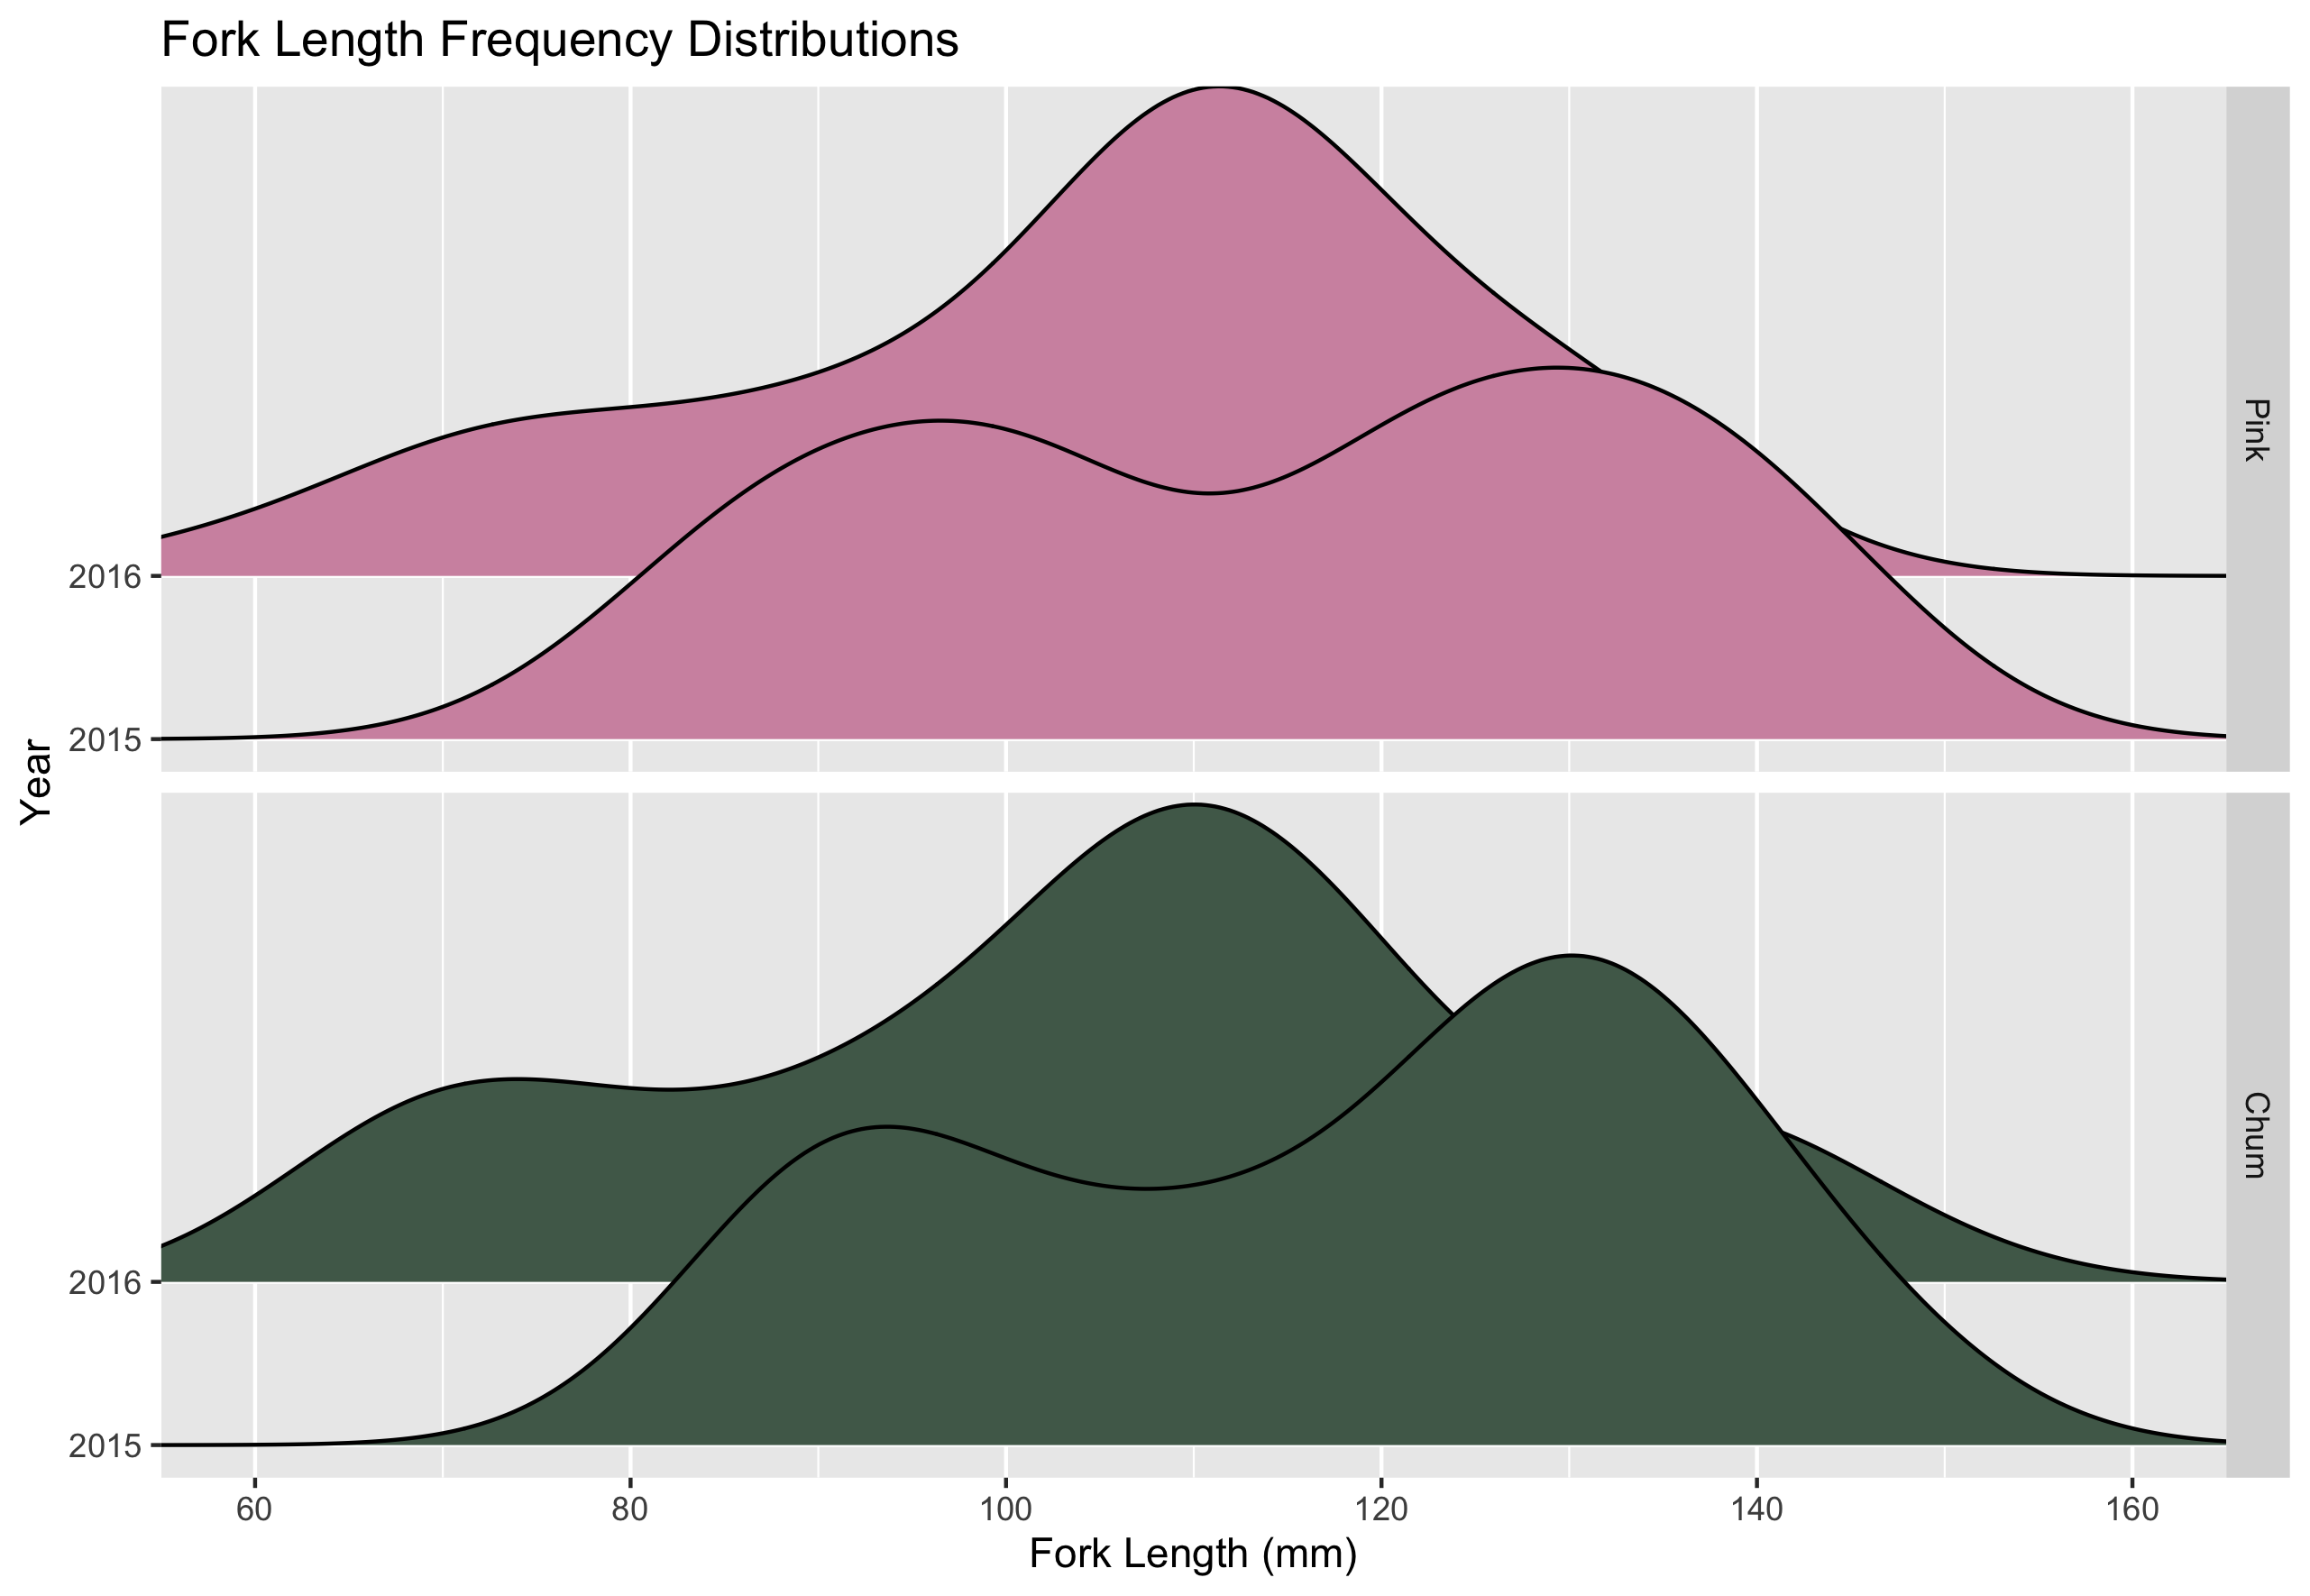 Fork Length Frequency Distributions
Year
2016
2015
Pink
2016
2015
Chum
60 80 100 120 140 160
Fork Length (mm)